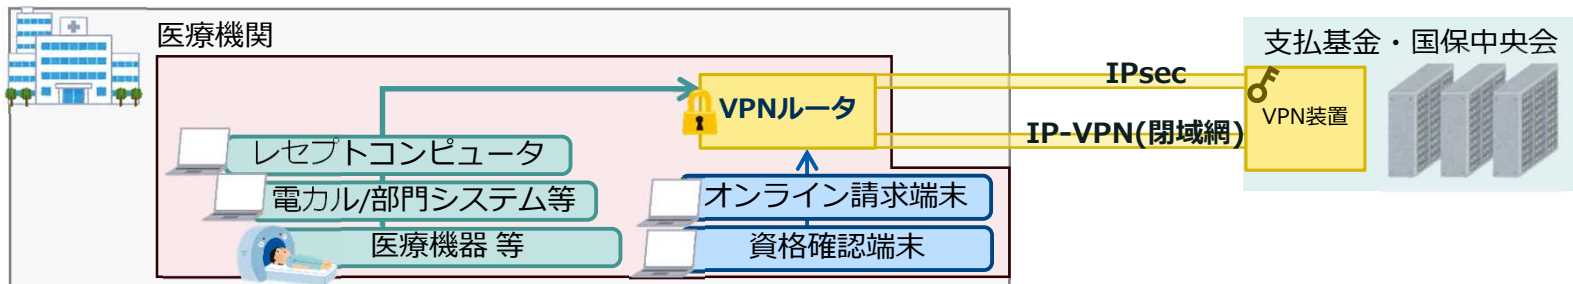 医療機関
支払基金・国保中央会
IPsec
VPNルータ
VPN装置
IP-VPN(閉域網)
レセプトコンピュータ
電カル/部門システム等
オンライン請求端末
医療機器 等
資格確認端末